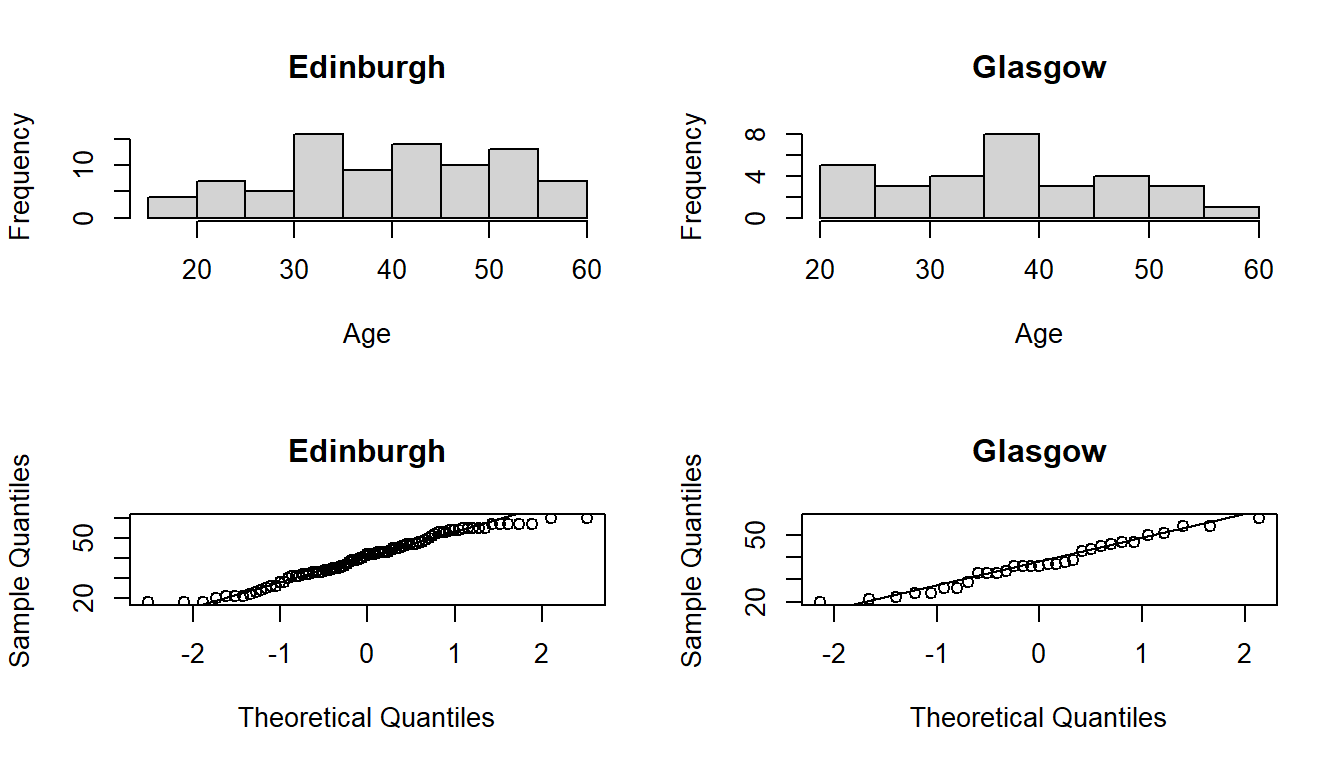 Edinburgh
Frequency
0 10
20 30 40 50 60
Age
Glasgow
Frequency
0 4 8
20 30 40 50 60
Age
Edinburgh
Sample Quantiles
20 50
-2 -1 0 1 2
Theoretical Quantiles
Glasgow
Sample Quantiles
20 50
-2 -1 0 1 2
Theoretical Quantiles